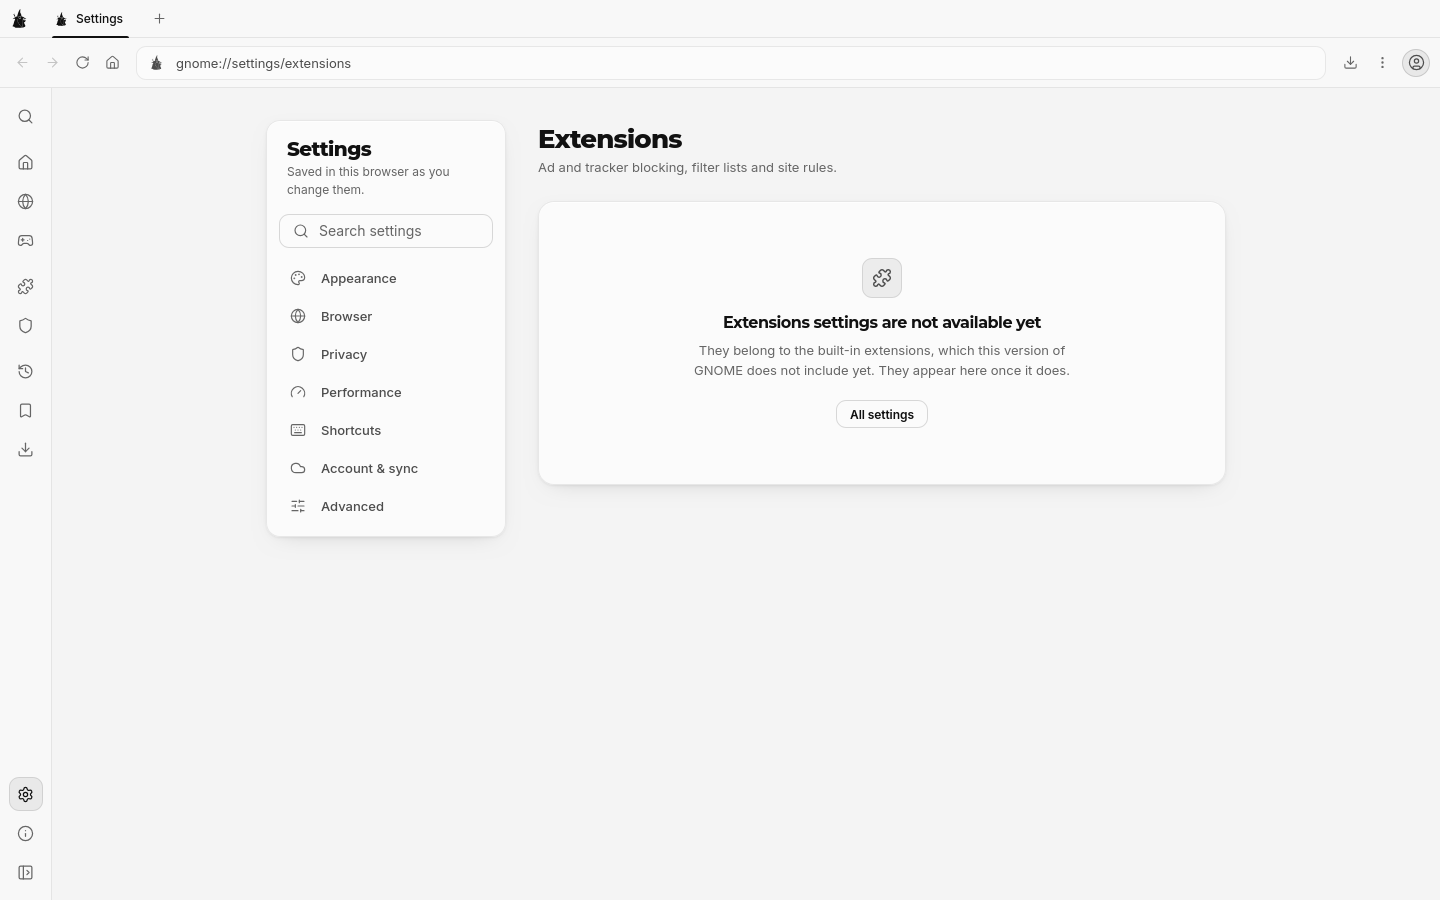 Settings
gnome://settings/extensions
Settings
Saved in this browser as you
change them.
Search settings
Appearance
Browser
Privacy
Performance
Shortcuts
Account & sync
Advanced
Extensions
Ad and tracker blocking, filter lists and site rules.
Extensions settings are not available yet
They belong to the built-in extensions, which this version of
GNOME does not include yet. They appear here once it does.
All settings